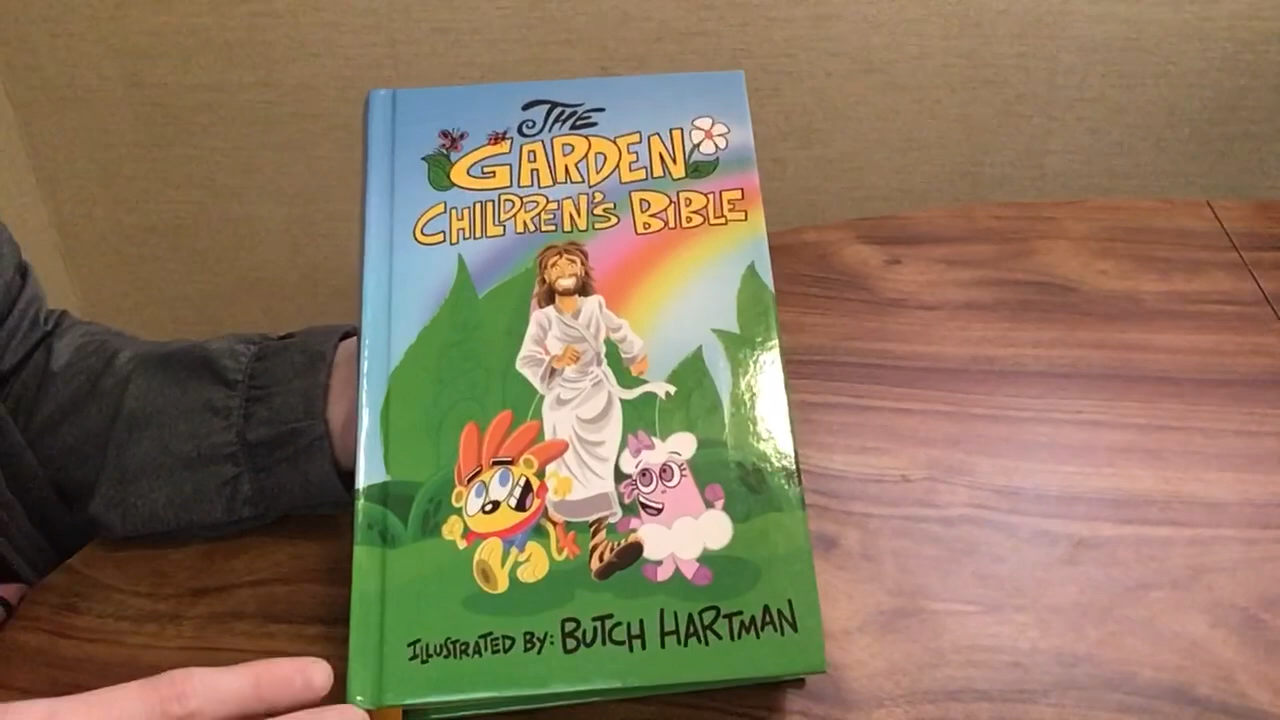 THE
GARDEN
CHILDREN'S BIBLE
ILLUSTRATED BY: BUTCH HARTMAN